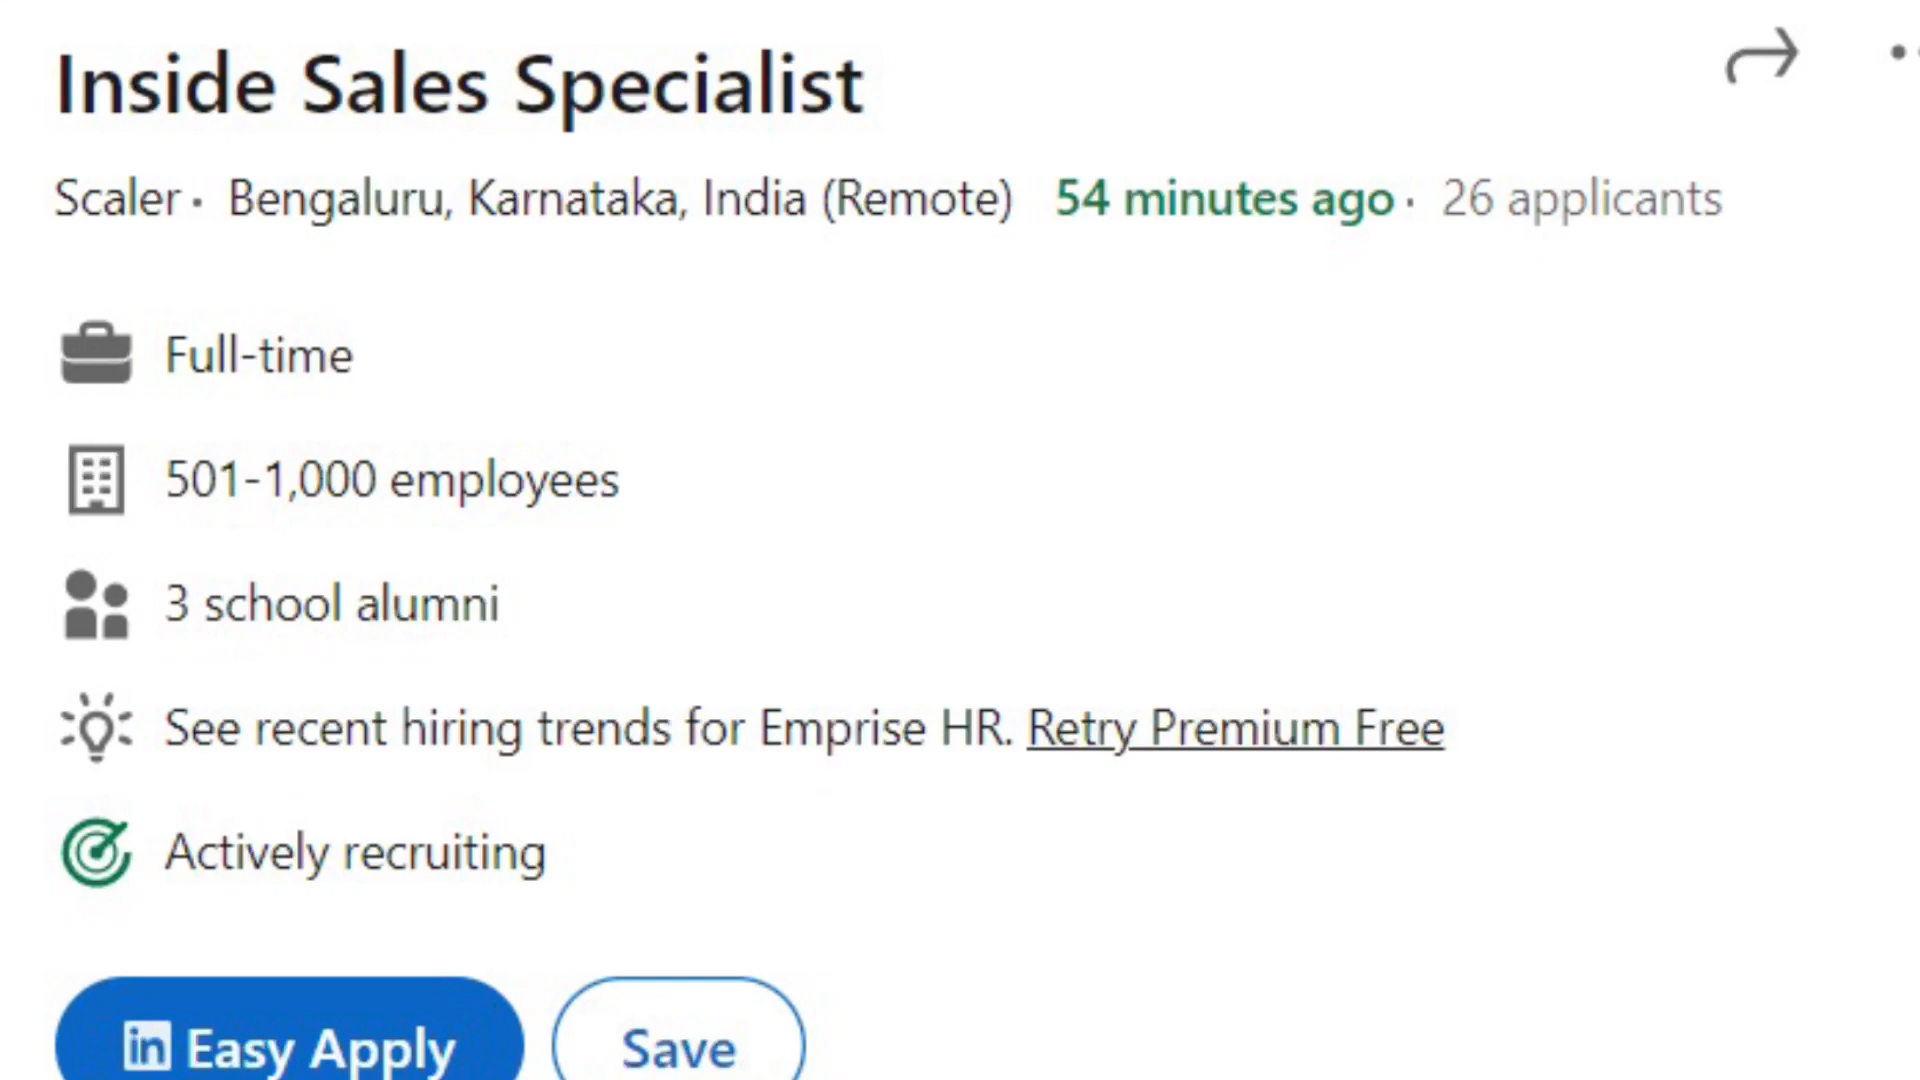 Inside Sales Specialist
Scaler · Bengaluru, Karnataka, India (Remote) 54 minutes ago · 26 applicants
Full-time
501-1,000 employees
3 school alumni
See recent hiring trends for Emprise HR. Retry Premium Free
Actively recruiting
in Easy Apply Save